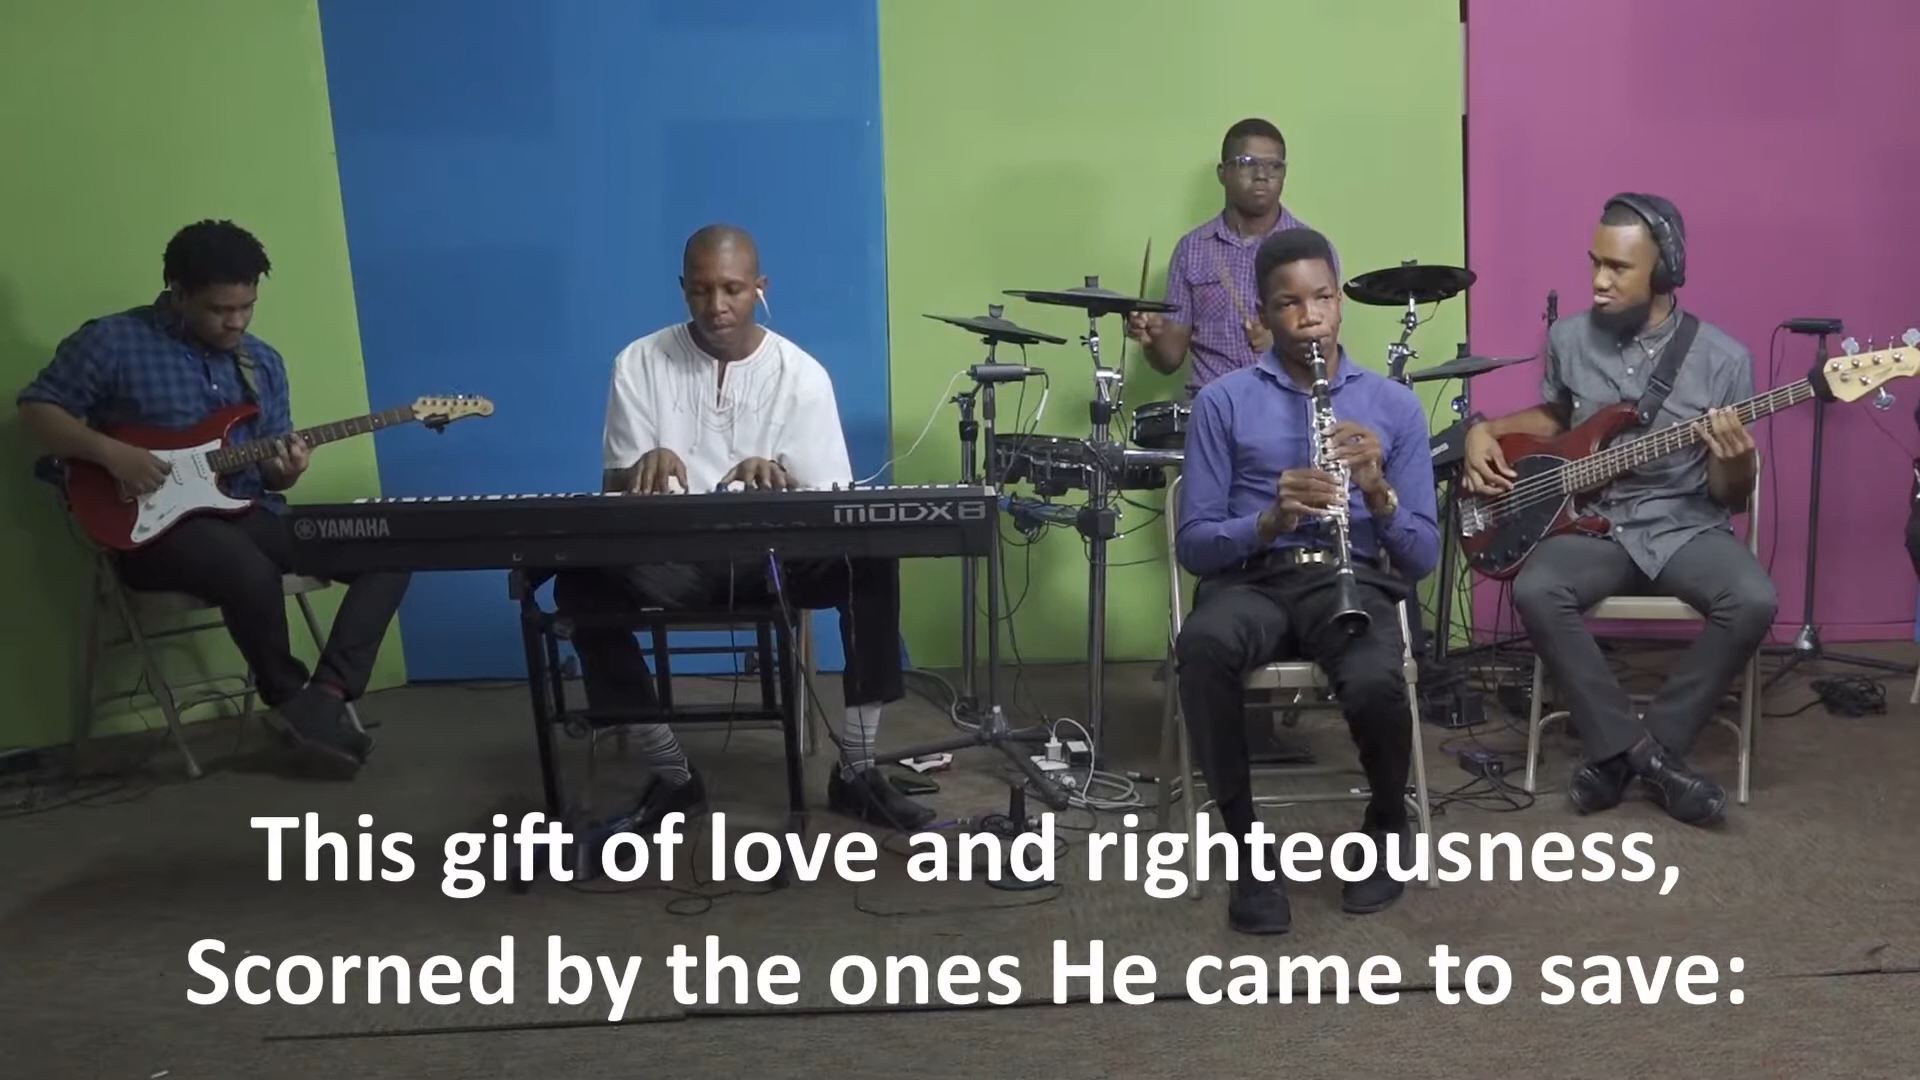 YAMAHA
MODX8
This gift of love and righteousness,
Scorned by the ones He came to save: